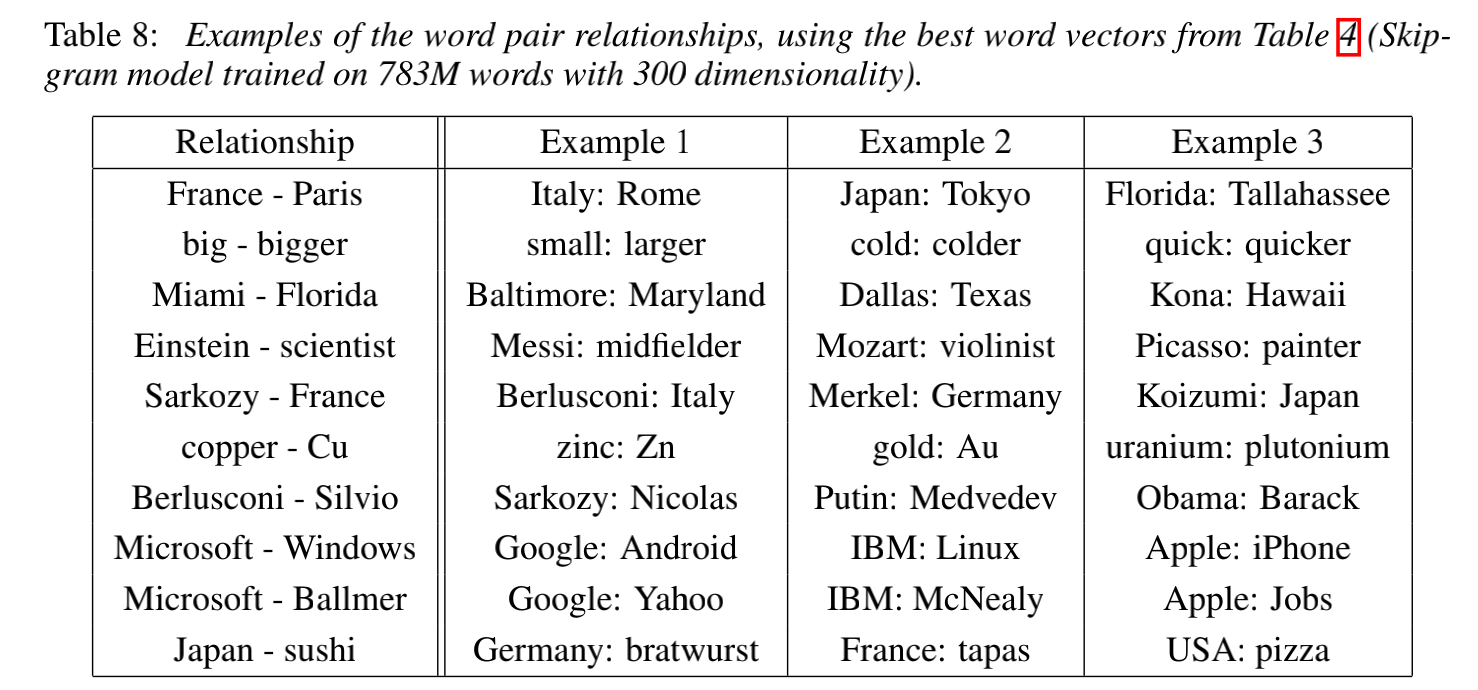 Table 8: Examples of the word pair relationships, using the best word vectors from Table 4 (Skip-
gram model trained on 783M words with 300 dimensionality).
Relationship Example 1 Example 2 Example 3
France - Paris Italy: Rome Japan: Tokyo Florida: Tallahassee
big - bigger small: larger cold: colder quick: quicker
Miami - Florida Baltimore: Maryland Dallas: Texas Kona: Hawaii
Einstein - scientist Messi: midfielder Mozart: violinist Picasso: painter
Sarkozy - France Berlusconi: Italy Merkel: Germany Koizumi: Japan
copper - Cu zinc: Zn gold: Au uranium: plutonium
Berlusconi - Silvio Sarkozy: Nicolas Putin: Medvedev Obama: Barack
Microsoft - Windows Google: Android IBM: Linux Apple: iPhone
Microsoft - Ballmer Google: Yahoo IBM: McNealy Apple: Jobs
Japan - sushi Germany: bratwurst France: tapas USA: pizza